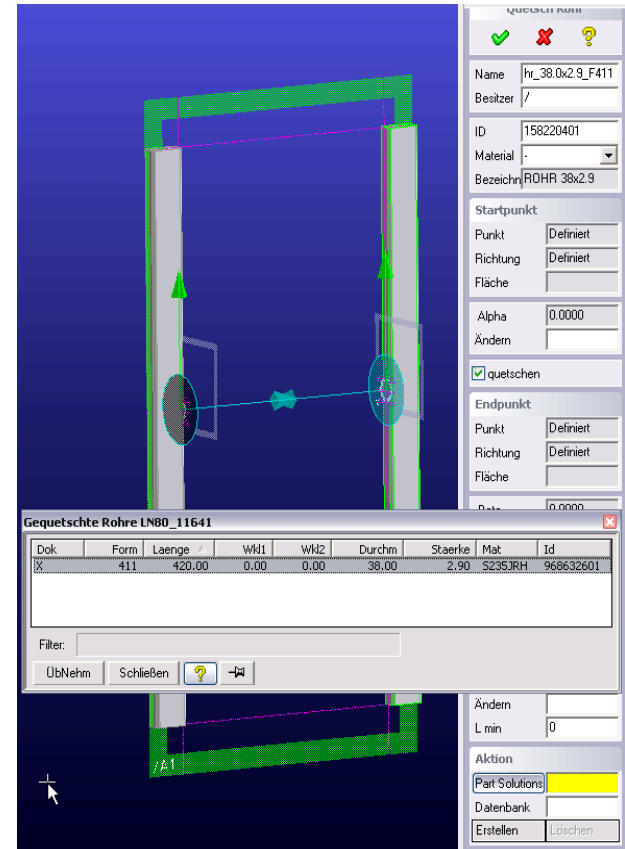 Quetsch Rohr
Name hr_38.0x2.9_F411
Besitzer /
ID 158220401
Material -
Bezeichn ROHR 38x2.9
Startpunkt
Punkt Definiert
Richtung Definiert
Fläche
Alpha 0.0000
Ändern
quetschen
Endpunkt
Punkt Definiert
Richtung Definiert
Fläche
0.0000
Gequetschte Rohre LN80_11641
Dok Form Laenge Wkl1 Wkl2 Durchm Staerke Mat Id
X 411 420.00 0.00 0.00 38.00 2.90 S235JRH 968632601
Filter:
ÜbNehm Schließen ?
Ändern
L min 0
/A1
Aktion
Part Solutions
Datenbank
Erstellen Löschen